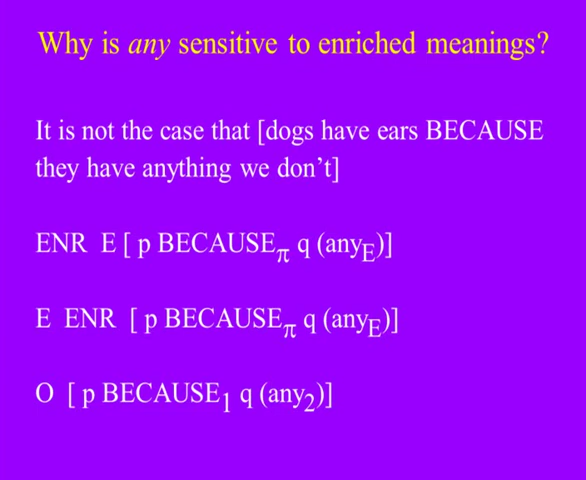 Why is any sensitive to enriched meanings?
It is not the case that [dogs have ears BECAUSE
they have anything we don't]
ENR E [ p BECAUSEπ q (anyE)]
E ENR [ p BECAUSEπ q (anyE)]
O [ p BECAUSE1 q (any2)]